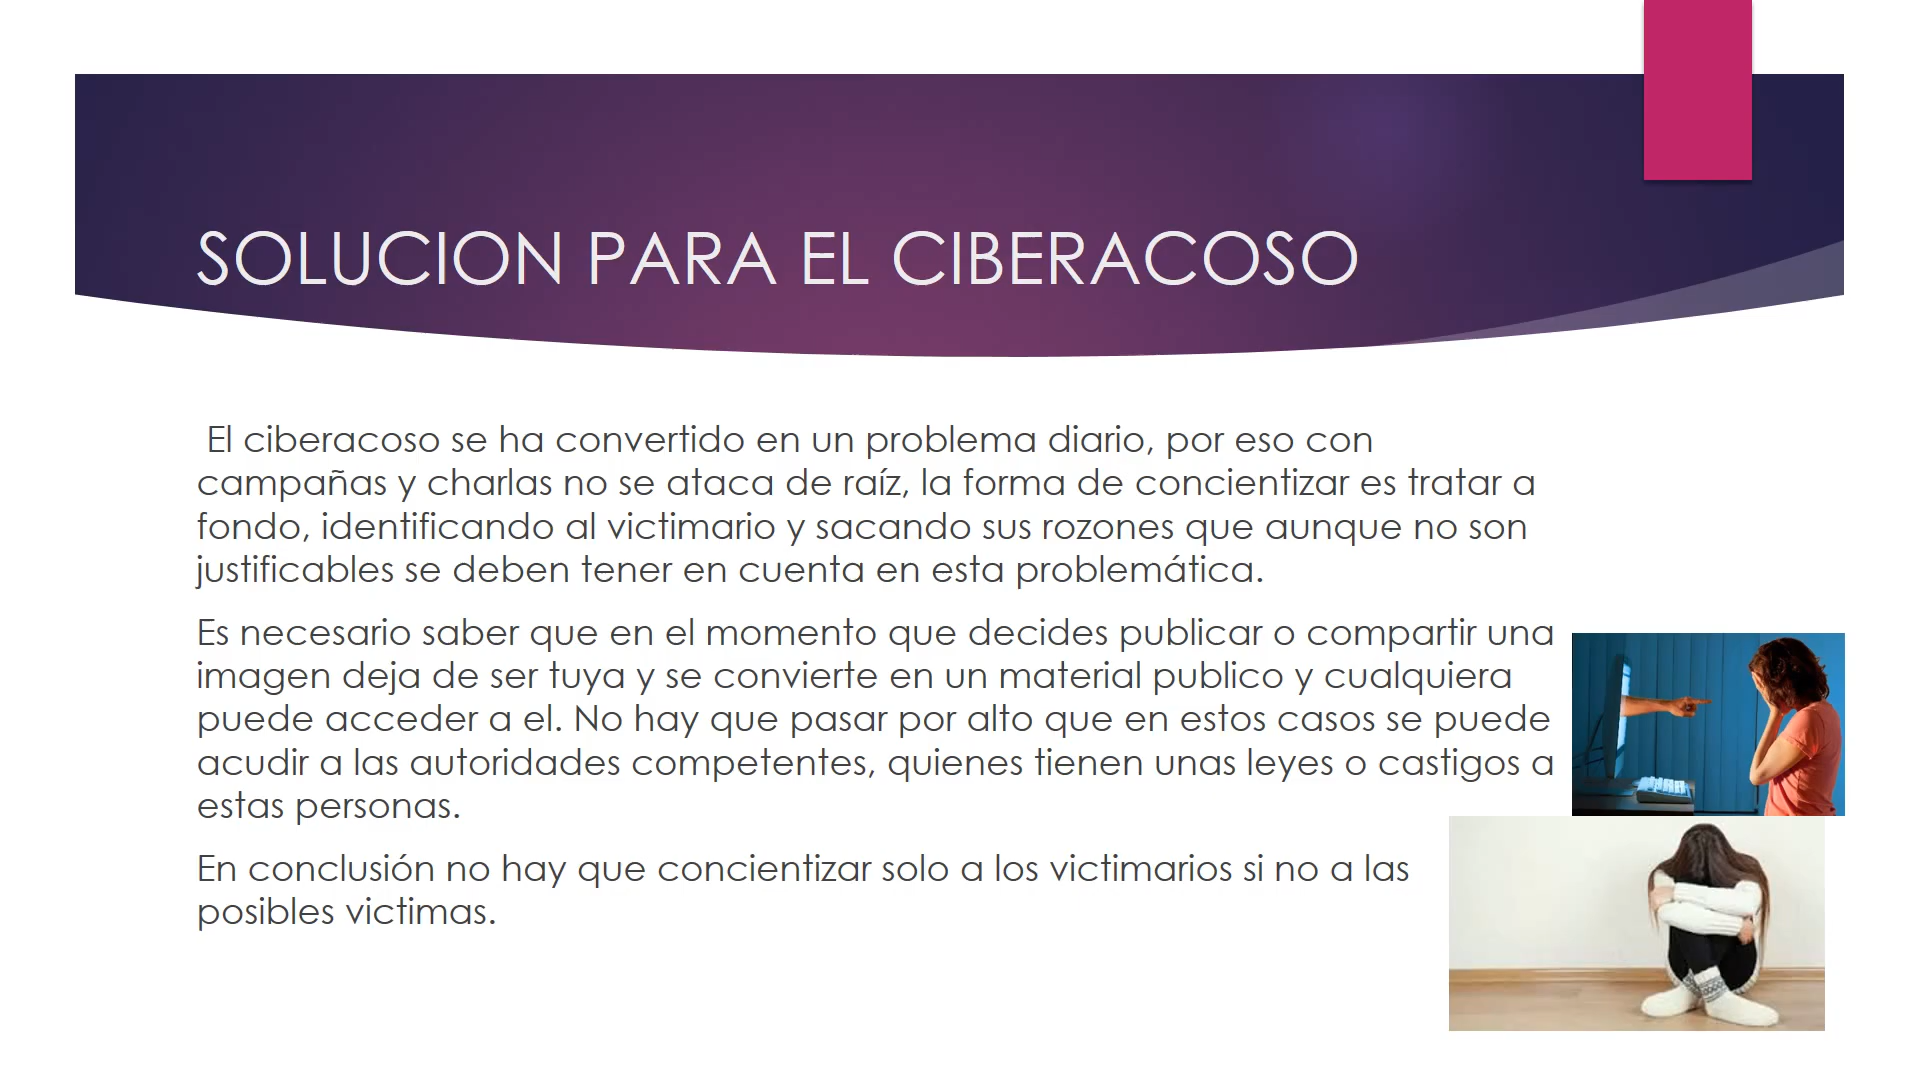 SOLUCION PARA EL CIBERACOSO
El ciberacoso se ha convertido en un problema diario, por eso con
campañas y charlas no se ataca de raíz, la forma de concientizar es tratar a
fondo, identificando al victimario y sacando sus rozones que aunque no son
justificables se deben tener en cuenta en esta problemática.
Es necesario saber que en el momento que decides publicar o compartir una
imagen deja de ser tuya y se convierte en un material publico y cualquiera
puede acceder a el. No hay que pasar por alto que en estos casos se puede
acudir a las autoridades competentes, quienes tienen unas leyes o castigos a
estas personas.
En conclusión no hay que concientizar solo a los victimarios si no a las
posibles victimas.